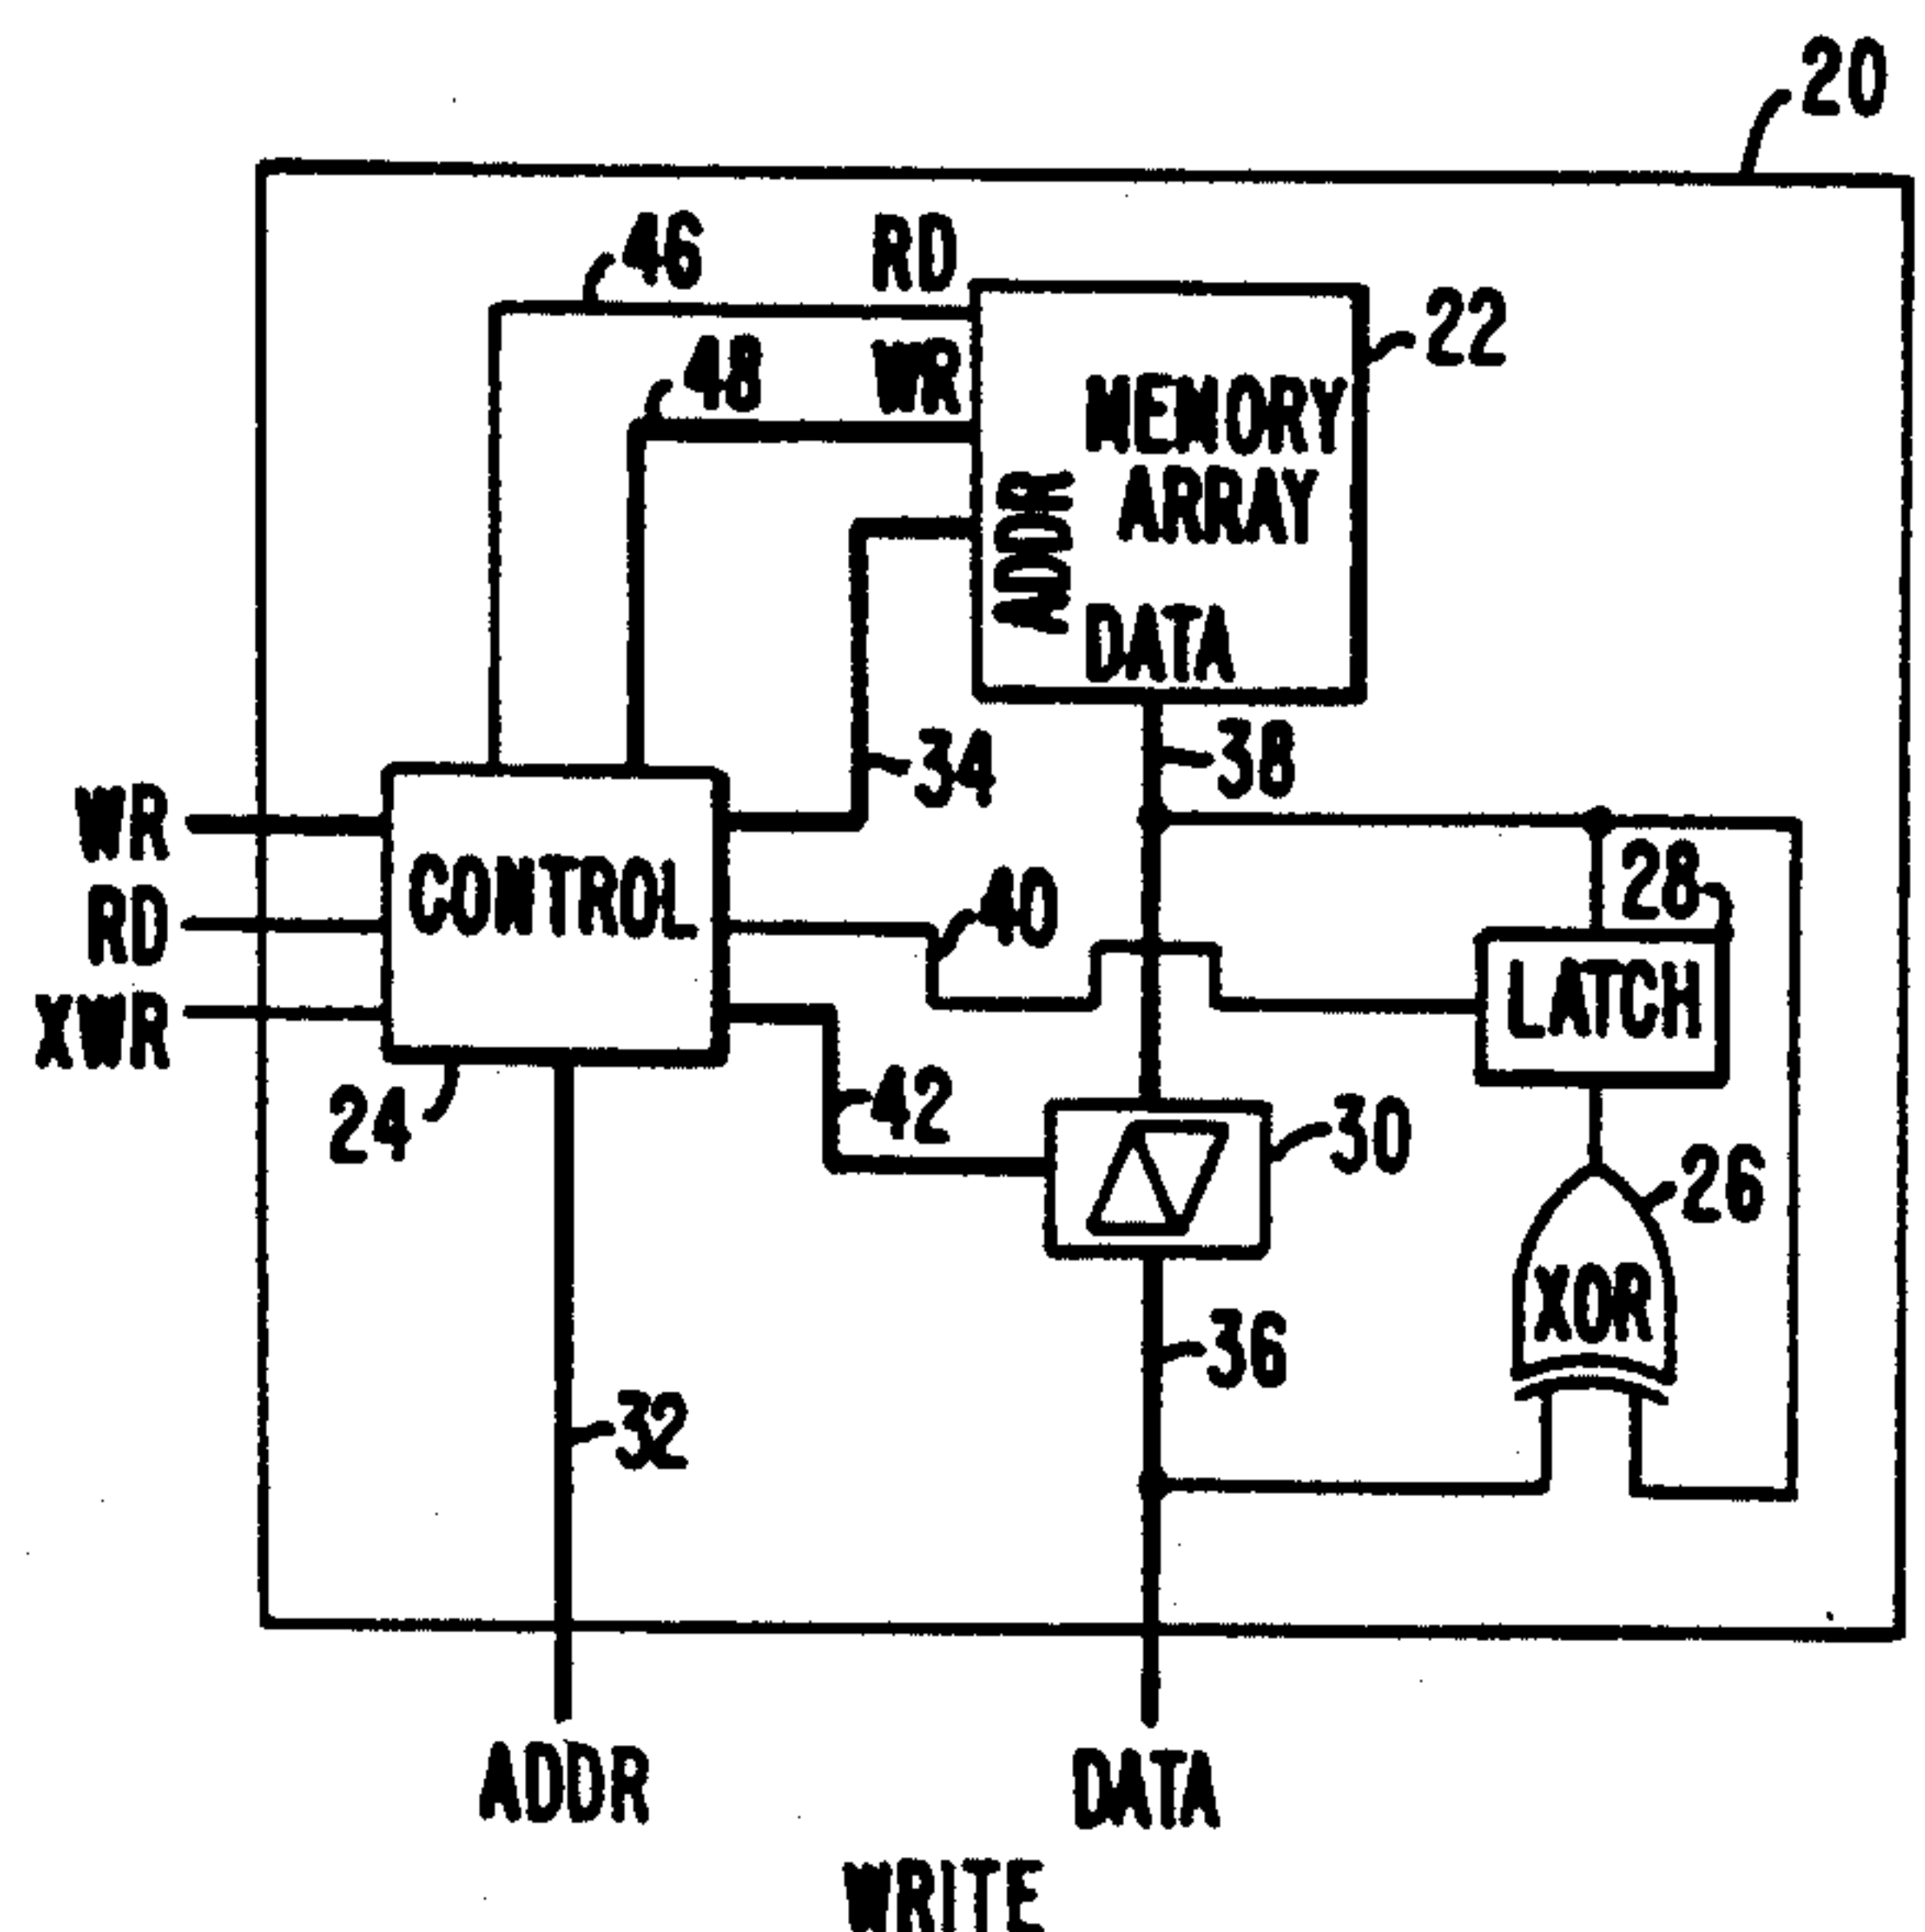 20
46
RD
22
48
WR
MEMORY
ARRAY
ADDR
DATA
34
38
WR
28
CONTROL
40
RD
LATCH
XWR
24
42
30
26
XOR
36
32
ADDR
DATA
WRITE